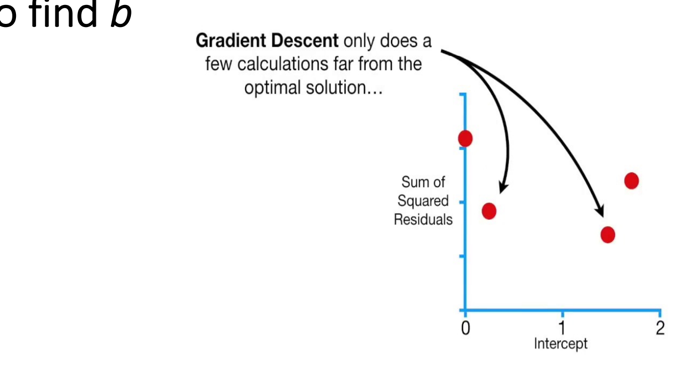 o find b
Gradient Descent only does a
few calculations far from the
optimal solution…
Sum of
Squared
Residuals
0
1
2
Intercept